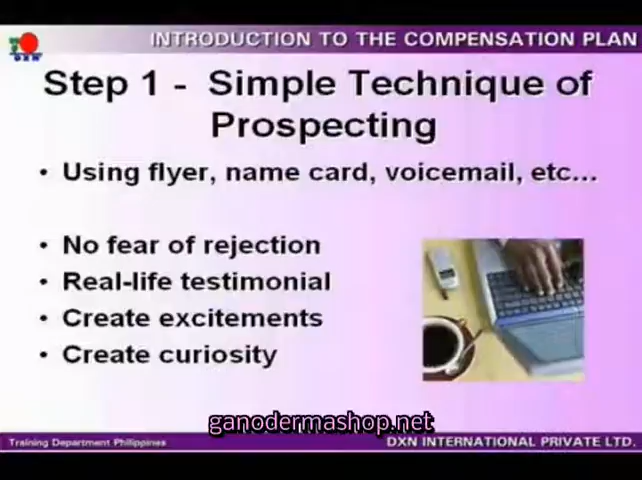 DXN
INTRODUCTION TO THE COMPENSATION PLAN
Step 1 - Simple Technique of
Prospecting
• Using flyer, name card, voicemail, etc...
• No fear of rejection
• Real-life testimonial
• Create excitements
• Create curiosity
ganodermashop.net
Training Department Philippines
DXN INTERNATIONAL PRIVATE LTD.